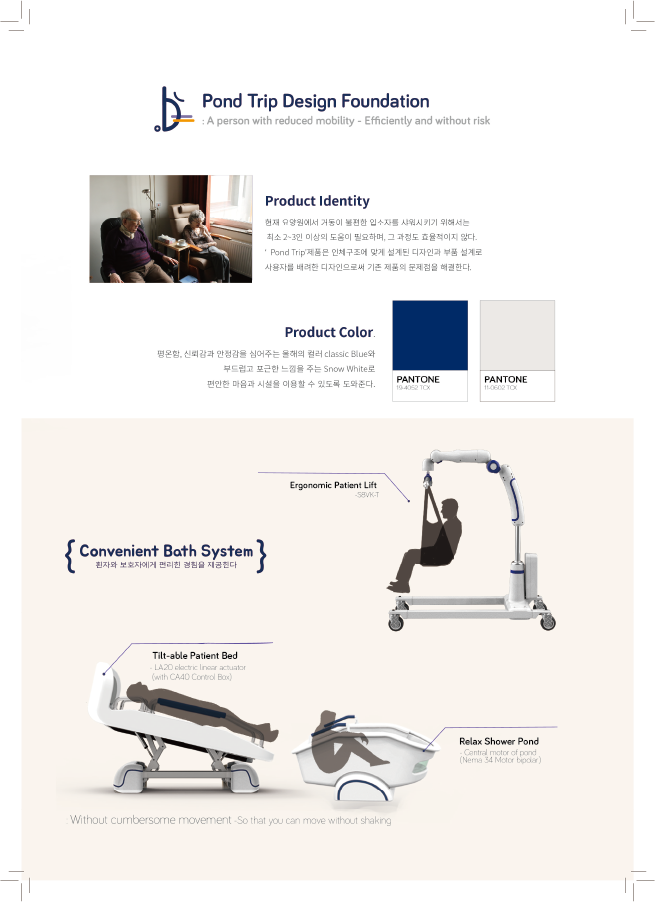 Pond Trip Design Foundation
: A person with reduced mobility - Efficiently and without risk
Product Identity
현재 요양원에서 거동이 불편한 입소자를 샤워시키기 위해서는
최소 2~3인 이상의 도움이 필요하며, 그 과정도 효율적이지 않다.
' Pond Trip'제품은 인체구조에 맞게 설계된 디자인과 부품 설계로
사용자를 배려한 디자인으로써 기존 제품의 문제점을 해결한다.
Product Color.
평온함, 신뢰감과 안정감을 심어주는 올해의 컬러 classic Blue와
부드럽고 포근한 느낌을 주는 Snow White로
편안한 마음과 시설을 이용할 수 있도록 도와준다.
PANTONE
19-4052 TCX
PANTONE
11-0602 TCX
Ergonomic Patient Lift
-SBVK-T
{ Convenient Bath System }
환자와 보호자에게 편리한 경험을 제공한다
Tilt-able Patient Bed
- LA20 electric linear actuator
(with CA40 Control Box)
Relax Shower Pond
- Central motor of pond
(Nema 34 Motor bipolar)
Without cumbersome movement -So that you can move without shaking